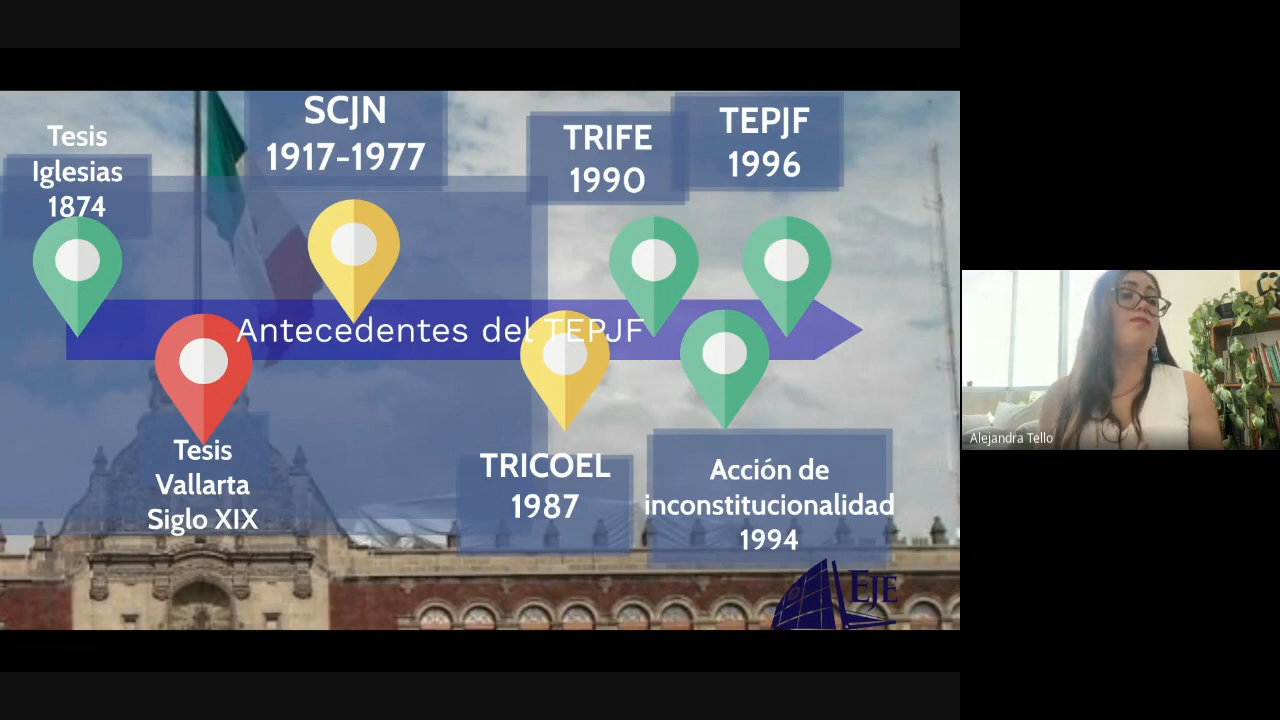 Tesis
Iglesias
1874
SCJN
1917-1977
TRIFE
1990
TEPJF
1996
Antecedentes del TEPJF
Tesis
Vallarta
Siglo XIX
TRICOEL
1987
Acción de
inconstitucionalidad
1994
EJE
Alejandra Tello